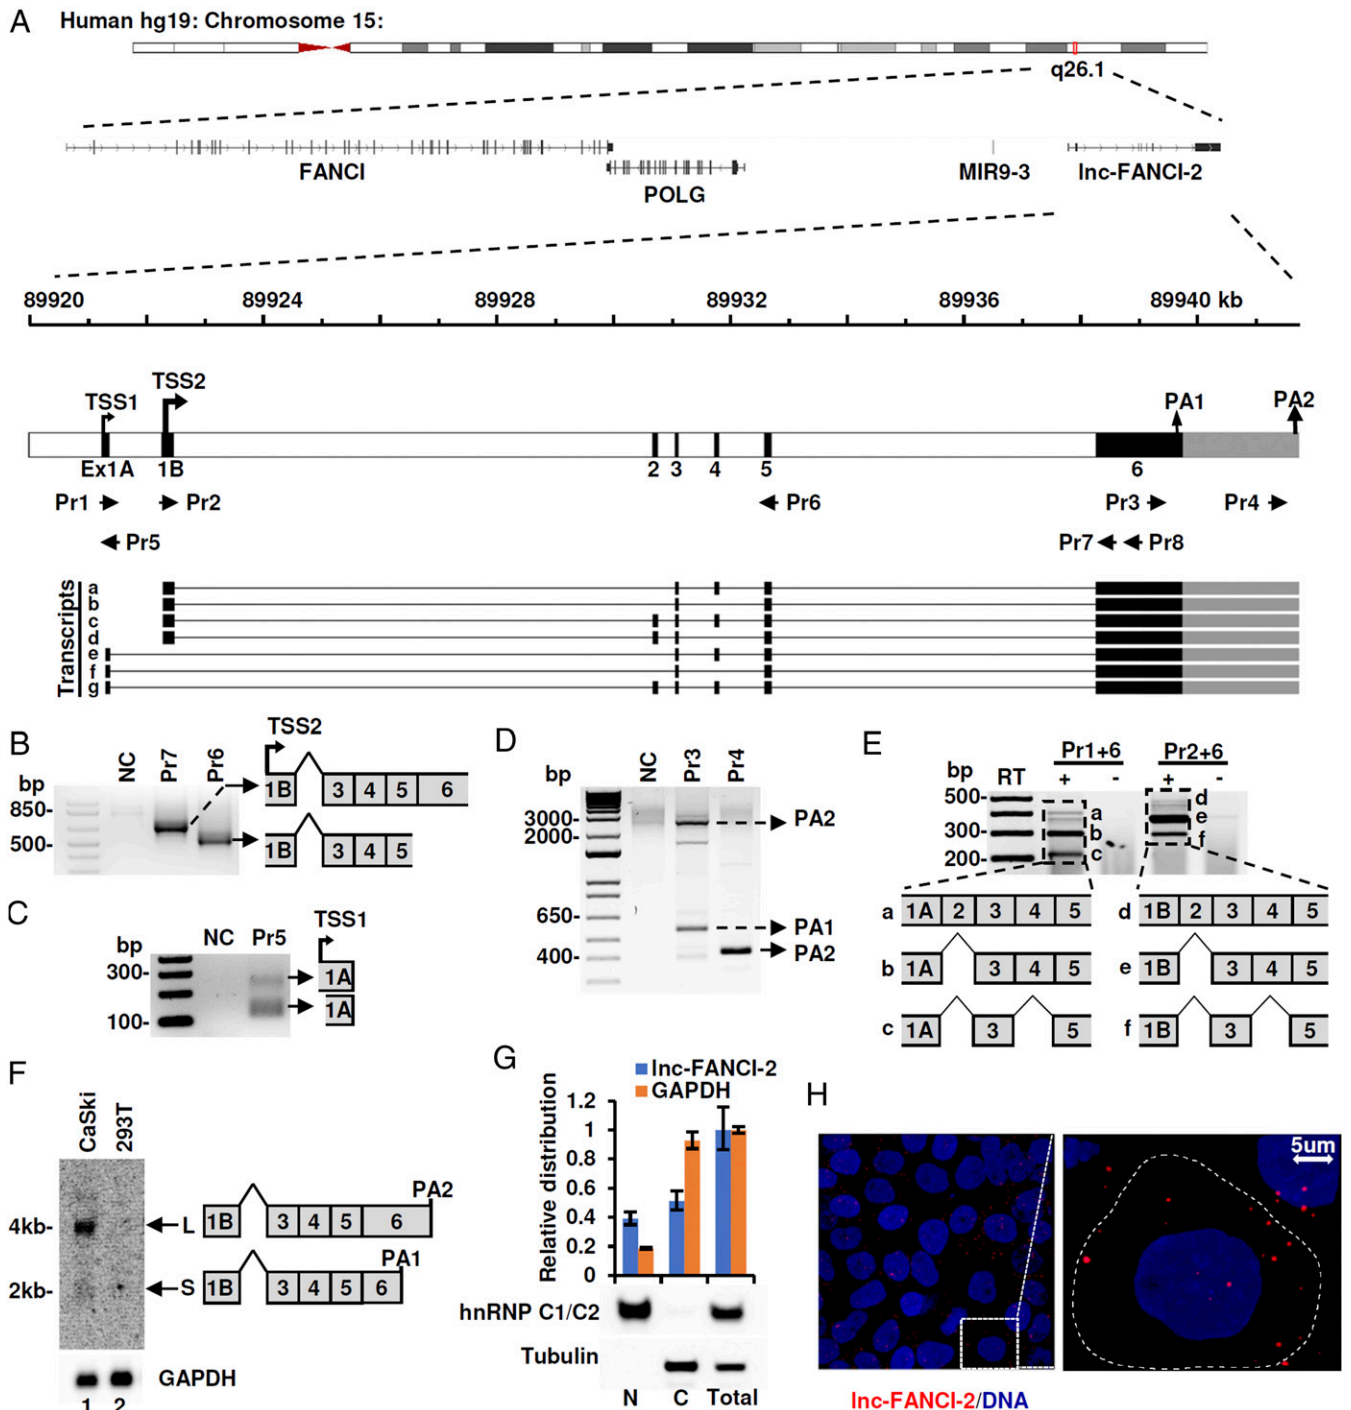 A
Human hg19: Chromosome 15:
q26.1
FANCI
POLG
MIR9-3
lnc-FANCI-2
89920 89924 89928 89932 89936 89940 kb
TSS1
TSS2
PA1
PA2
Ex1A 1B 2 3 4 5 6
Pr1 Pr2 Pr6 Pr3 Pr4
Pr5 Pr7 Pr8
Transcripts
a
b
c
d
e
f
g
B
bp
NC Pr7 Pr6
850-
500-
TSS2
1B 3 4 5 6
1B 3 4 5
C
bp
NC Pr5
300-
100-
TSS1
1A
1A
D
bp
NC Pr3 Pr4
3000-
2000-
650-
400-
PA2
PA1
PA2
E
Pr1+6 Pr2+6
bp RT + - + -
500-
300-
200-
a
b
c
d
e
f
a 1A 2 3 4 5
b 1A 3 4 5
c 1A 3 5
d 1B 2 3 4 5
e 1B 3 4 5
f 1B 3 5
F
CaSki 293T
4kb-
2kb-
L
1B 3 4 5 6
PA2
S
1B 3 4 5 6
PA1
GAPDH
1 2
G
lnc-FANCI-2
GAPDH
Relative distribution
1.2
1
0.8
0.6
0.4
0.2
0
hnRNP C1/C2
Tubulin
N C Total
H
5um
lnc-FANCI-2/DNA